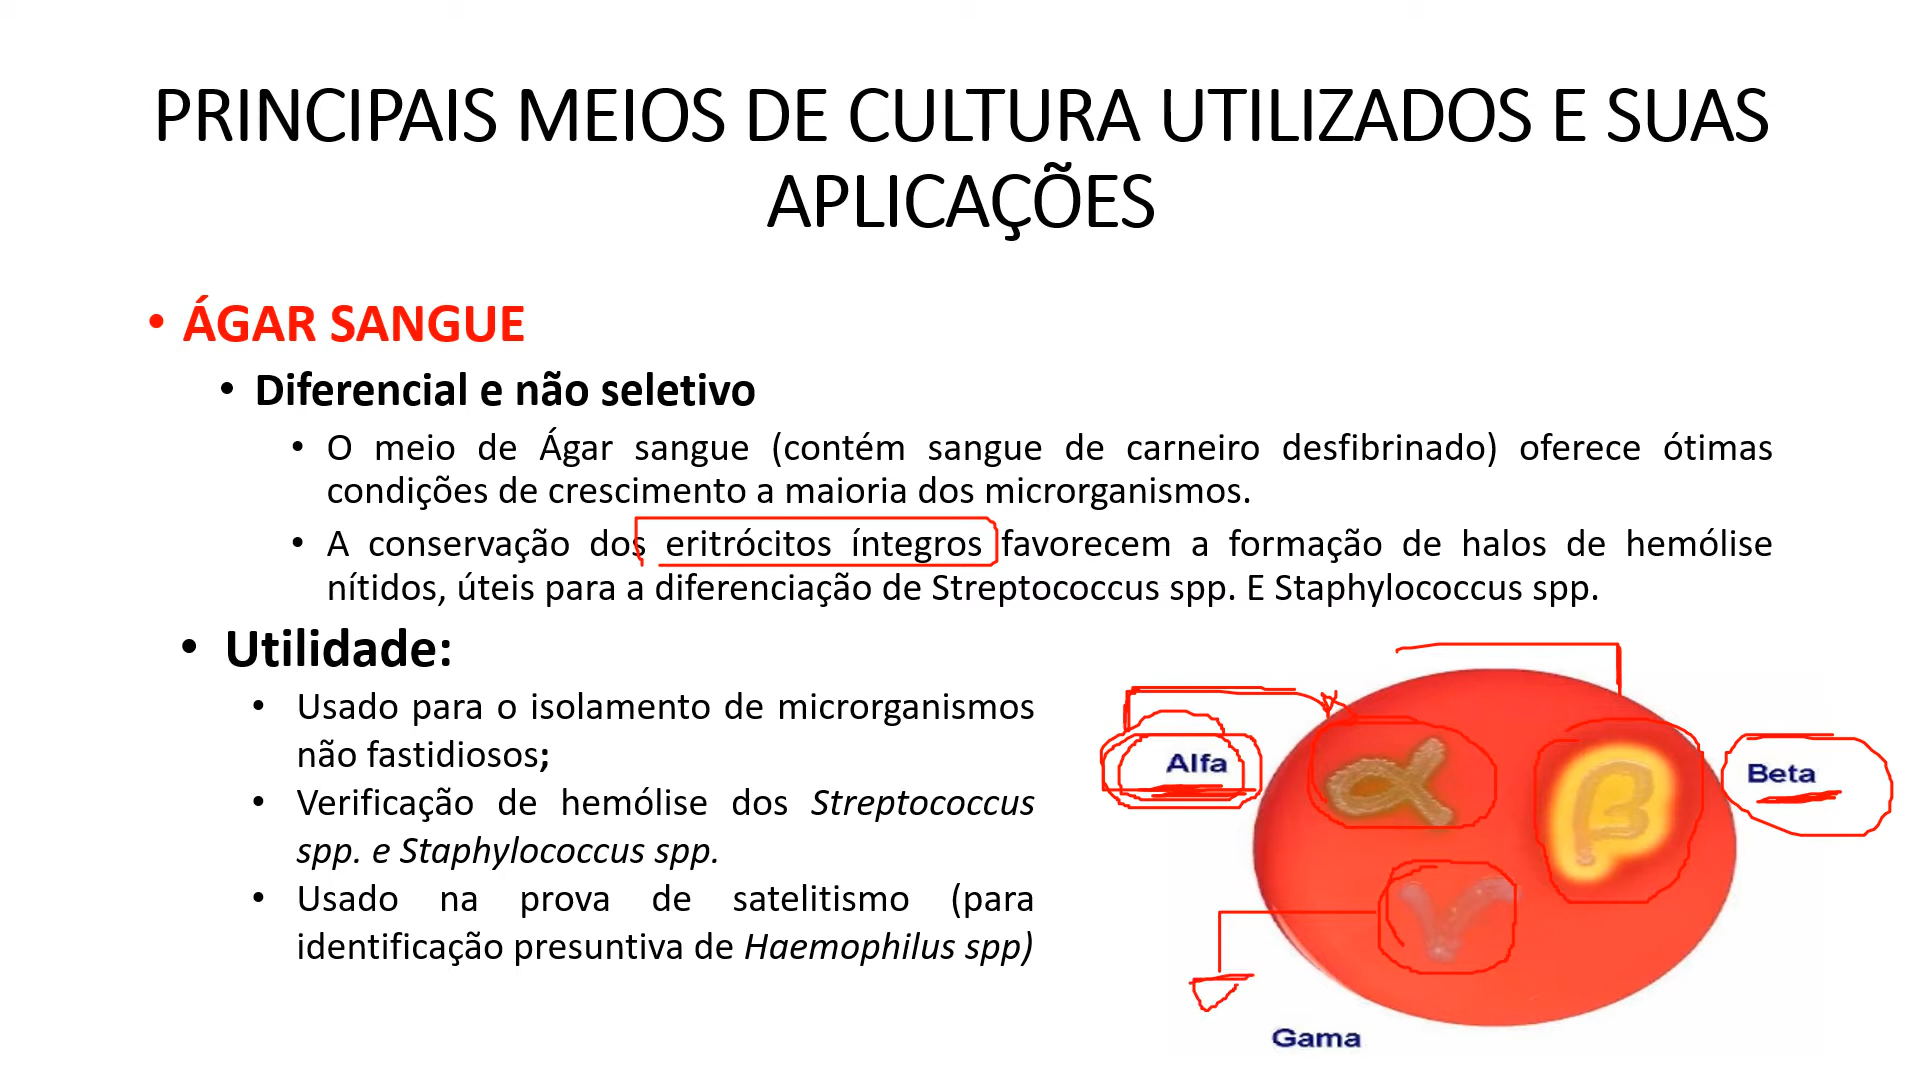 PRINCIPAIS MEIOS DE CULTURA UTILIZADOS E SUAS
APLICAÇÕES
• ÁGAR SANGUE
• Diferencial e não seletivo
• O meio de Ágar sangue (contém sangue de carneiro desfibrinado) oferece ótimas
condições de crescimento a maioria dos microrganismos.
• A conservação dos eritrócitos íntegros favorecem a formação de halos de hemólise
nítidos, úteis para a diferenciação de Streptococcus spp. E Staphylococcus spp.
• Utilidade:
• Usado para o isolamento de microrganismos
não fastidiosos;
• Verificação de hemólise dos Streptococcus
spp. e Staphylococcus spp.
• Usado na prova de satelitismo (para
identificação presuntiva de Haemophilus spp)
Alfa
α
β
Beta
γ
Gama